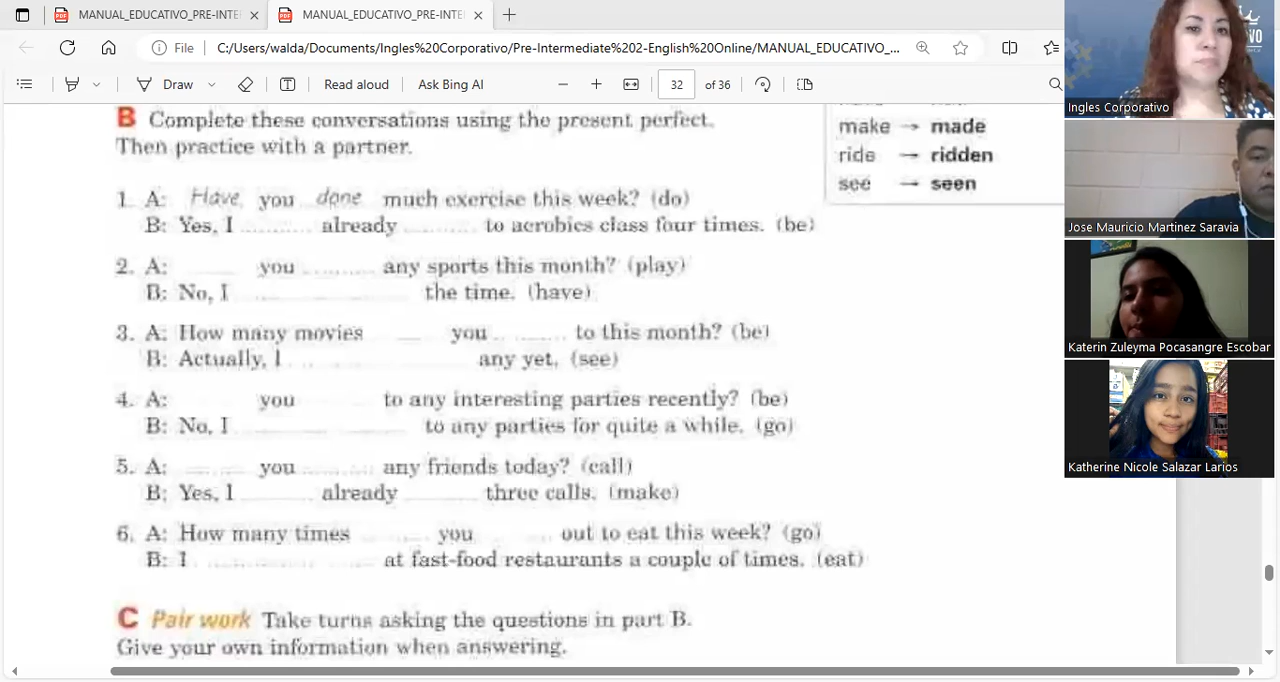 MANUAL_EDUCATIVO_PRE-INTE
MANUAL_EDUCATIVO_PRE-INTE
File
C:/Users/walda/Documents/Ingles%20Corporativo/Pre-Intermediate%202-English%20Online/MANUAL_EDUCATIVO_...
Draw
Read aloud
Ask Bing AI
32 of 36
B Complete these conversations using the present perfect.
Then practice with a partner.
make → made
ride → ridden
see → seen
1. A: Have you done much exercise this week? (do)
B: Yes, I .......... already .......... to aerobics class four times. (be)
2. A: you .......... any sports this month? (play)
B: No, I the time. (have)
3. A: How many movies you .......... to this month? (be)
B: Actually, I any yet. (see)
4. A: you to any interesting parties recently? (be)
B: No, I to any parties for quite a while. (go)
5. A: you .......... any friends today? (call)
B: Yes, I already three calls. (make)
6. A: How many times you out to eat this week? (go)
B: I at fast-food restaurants a couple of times. (eat)
C Pair work Take turns asking the questions in part B.
Give your own information when answering.
Ingles Corporativo
Jose Mauricio Martinez Saravia
Katerin Zuleyma Pocasangre Escobar
Katherine Nicole Salazar Larios